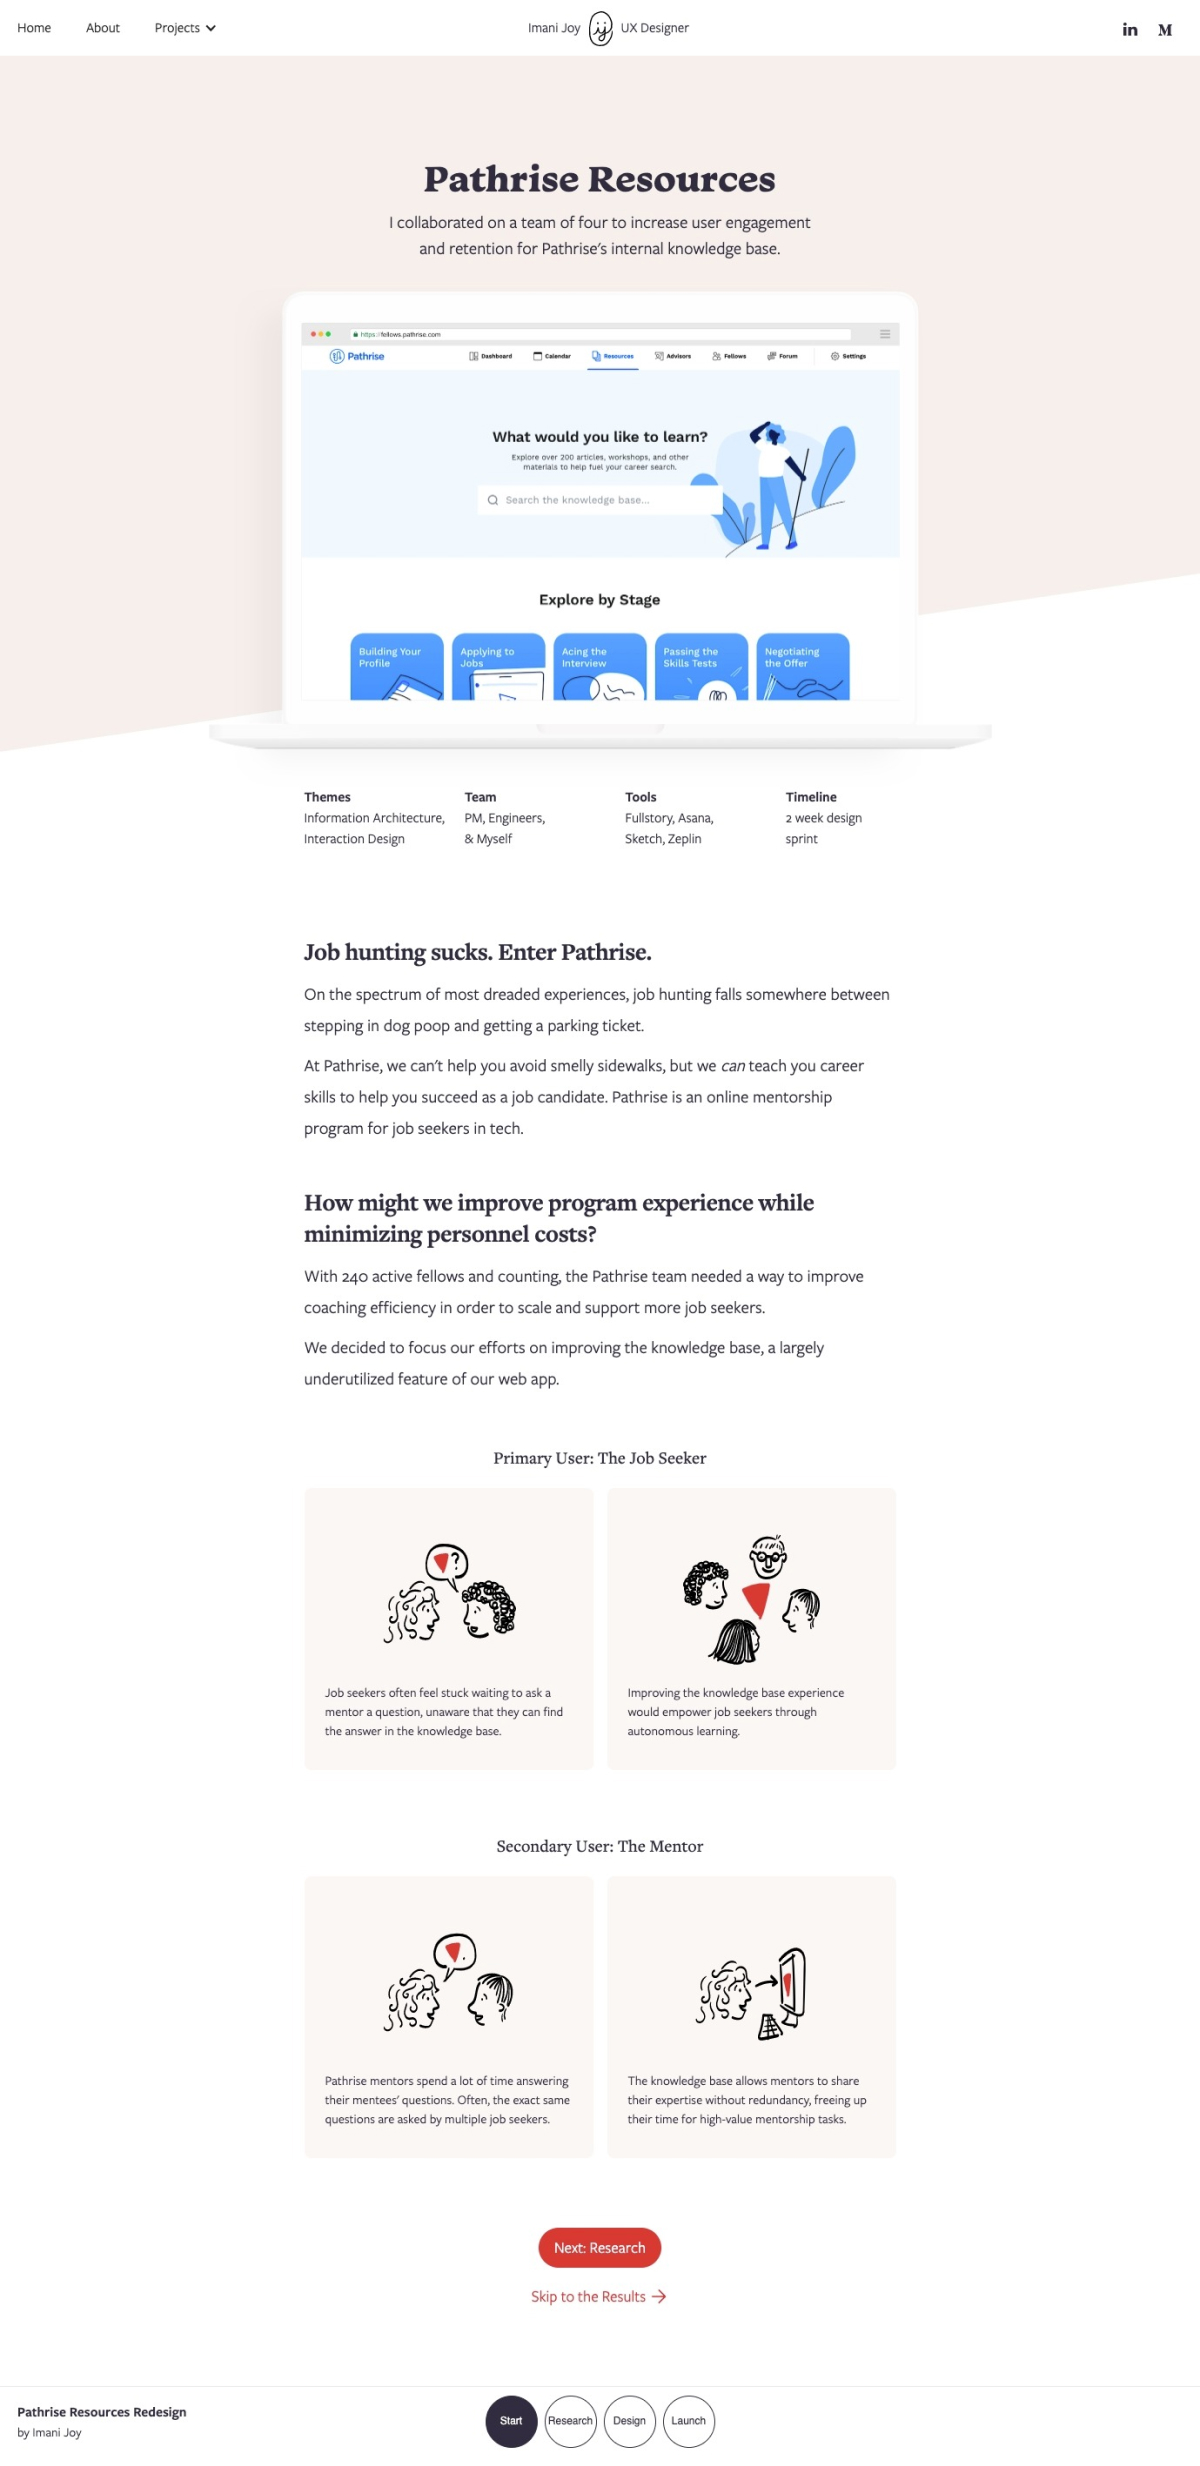 Home About Projects Imani Joy UX Designer in M
Pathrise Resources
I collaborated on a team of four to increase user engagement
and retention for Pathrise's internal knowledge base.
https://fellows.pathrise.com
Pathrise Dashboard Calendar Resources Advisors Fellows Forum Settings
What would you like to learn?
Explore over 200 articles, workshops, and other
materials to help fuel your career search.
Search the knowledge base...
Explore by Stage
Building Your
Profile
Applying to
Jobs
Acing the
Interview
Passing the
Skills Tests
Negotiating
the Offer
Themes
Information Architecture,
Interaction Design
Team
PM, Engineers,
& Myself
Tools
Fullstory, Asana,
Sketch, Zeplin
Timeline
2 week design
sprint
Job hunting sucks. Enter Pathrise.
On the spectrum of most dreaded experiences, job hunting falls somewhere between
stepping in dog poop and getting a parking ticket.
At Pathrise, we can't help you avoid smelly sidewalks, but we can teach you career
skills to help you succeed as a job candidate. Pathrise is an online mentorship
program for job seekers in tech.
How might we improve program experience while
minimizing personnel costs?
With 240 active fellows and counting, the Pathrise team needed a way to improve
coaching efficiency in order to scale and support more job seekers.
We decided to focus our efforts on improving the knowledge base, a largely
underutilized feature of our web app.
Primary User: The Job Seeker
?
Job seekers often feel stuck waiting to ask a
mentor a question, unaware that they can find
the answer in the knowledge base.
Improving the knowledge base experience
would empower job seekers through
autonomous learning.
Secondary User: The Mentor
Pathrise mentors spend a lot of time answering
their mentees' questions. Often, the exact same
questions are asked by multiple job seekers.
The knowledge base allows mentors to share
their expertise without redundancy, freeing up
their time for high-value mentorship tasks.
Next: Research
Skip to the Results →
Pathrise Resources Redesign
by Imani Joy
Start Research Design Launch